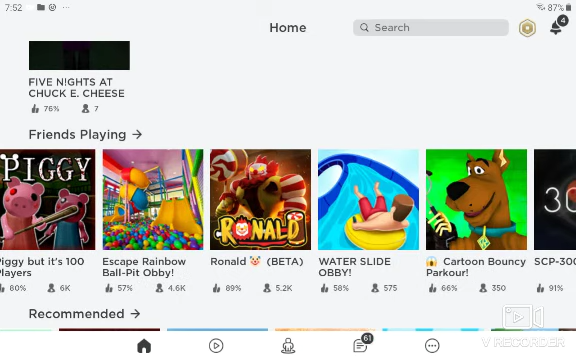 7:52
87%
Home
Search
4
FIVE N!GHTS AT
CHUCK E. CHEESE
76% 7
Friends Playing →
PIGGY
RONALD
30
Piggy but it's 100
Players
80% 6K
Escape Rainbow
Ball-Pit Obby!
57% 4.6K
Ronald 🤡 (BETA)
89% 5.2K
WATER SLIDE
OBBY!
58% 575
😱 Cartoon Bouncy
Parkour!
66% 350
SCP-300
91%
Recommended →
V RECORDER
61